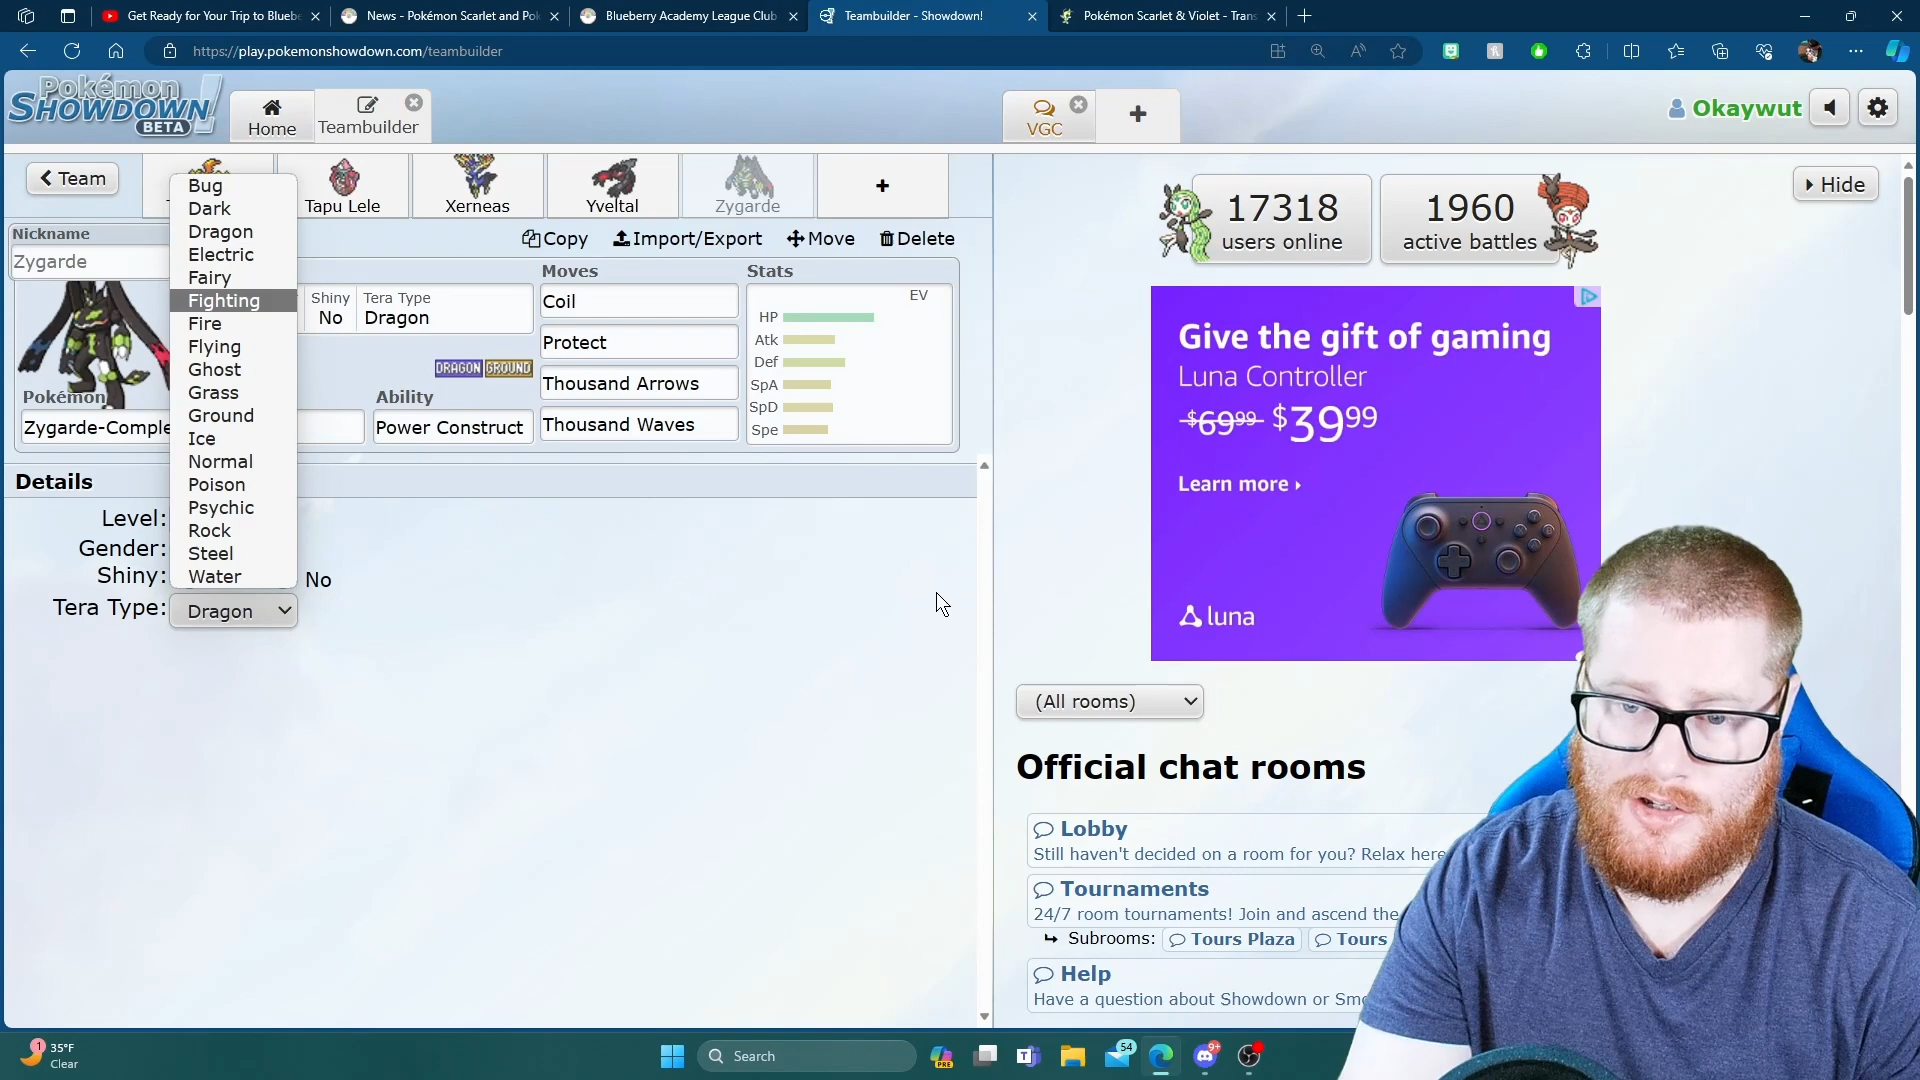 Get Ready for Your Trip to Bluebe
News - Pokémon Scarlet and Pok
Blueberry Academy League Club
Teambuilder - Showdown!
Pokémon Scarlet & Violet - Trans
https://play.pokemonshowdown.com/teambuilder
Pokémon
SHOWDOWN!
BETA
Home
Teambuilder
VGC
Okaywut
Team
Tapu Lele
Xerneas
Yveltal
Zygarde
+
Hide
17318
users online
1960
active battles
Nickname
Zygarde
Copy
Import/Export
Move
Delete
Bug
Dark
Dragon
Electric
Fairy
Fighting
Fire
Flying
Ghost
Grass
Ground
Ice
Normal
Poison
Psychic
Rock
Steel
Water
Shiny
No
Tera Type
Dragon
DRAGON GROUND
Pokémon
Zygarde-Comple
Ability
Power Construct
Moves
Coil
Protect
Thousand Arrows
Thousand Waves
Stats
EV
HP
Atk
Def
SpA
SpD
Spe
Details
Level:
Gender:
Shiny: No
Tera Type: Dragon
Give the gift of gaming
Luna Controller
$69.99 $39.99
Learn more
luna
(All rooms)
Official chat rooms
Lobby
Still haven't decided on a room for you? Relax here
Tournaments
24/7 room tournaments! Join and ascend the
Subrooms: Tours Plaza Tours
Help
Have a question about Showdown or Smo
1
35°F
Clear
Search
PRE
54
9+